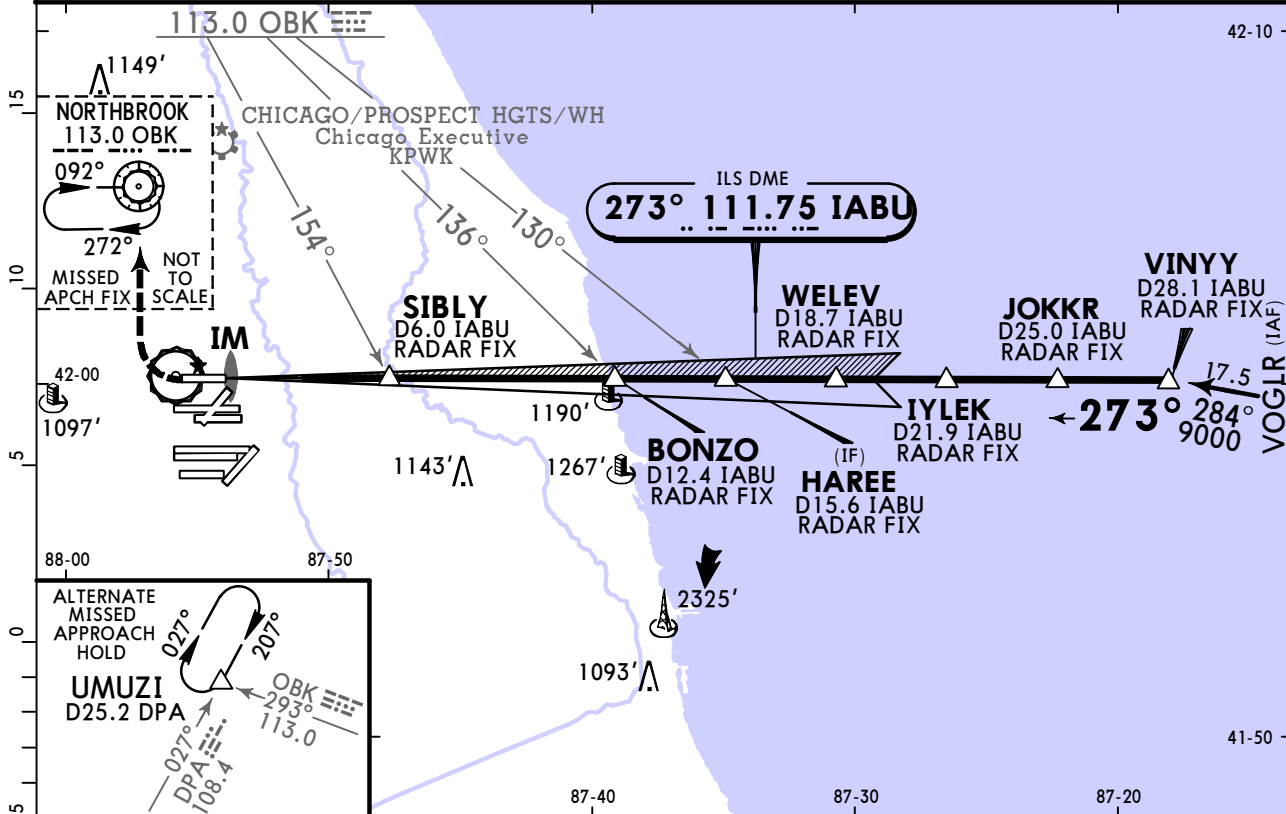 113.0 OBK
42-10
1149'
15
NORTHBROOK
113.0 OBK
092°
272°
MISSED
APCH FIX
NOT
TO
SCALE
CHICAGO/PROSPECT HGTS/WH
Chicago Executive
KPWK
154°
136°
130°
ILS DME
273° 111.75 IABU
10
SIBLY
D6.0 IABU
RADAR FIX
WELEV
D18.7 IABU
RADAR FIX
JOKKR
D25.0 IABU
RADAR FIX
VINYY
D28.1 IABU
RADAR FIX
IM
42-00
1097'
1190'
17.5
284°
9000
VOGLR (IAF)
273°
IYLEK
D21.9 IABU
RADAR FIX
BONZO
D12.4 IABU
RADAR FIX
(IF)
HAREE
D15.6 IABU
RADAR FIX
5
1143'
1267'
L
L
L
88-00
87-50
2325'
1093'
0
ALTERNATE
MISSED
APPROACH
HOLD
027°
207°
UMUZI
D25.2 DPA
OBK
293°
113.0
027°
DPA
108.4
41-50
5
87-40
87-30
87-20